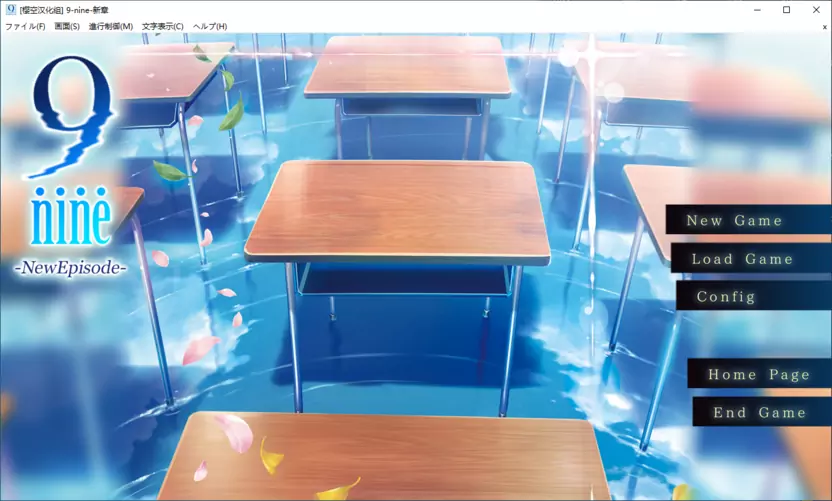 9 [樱空汉化组] 9-nine-新章
ファイル(F) 画面(S) 進行制御(M) 文字表示(C) ヘルプ(H) x
9
nine
-NewEpisode-
New Game
Load Game
Config
Home Page
End Game